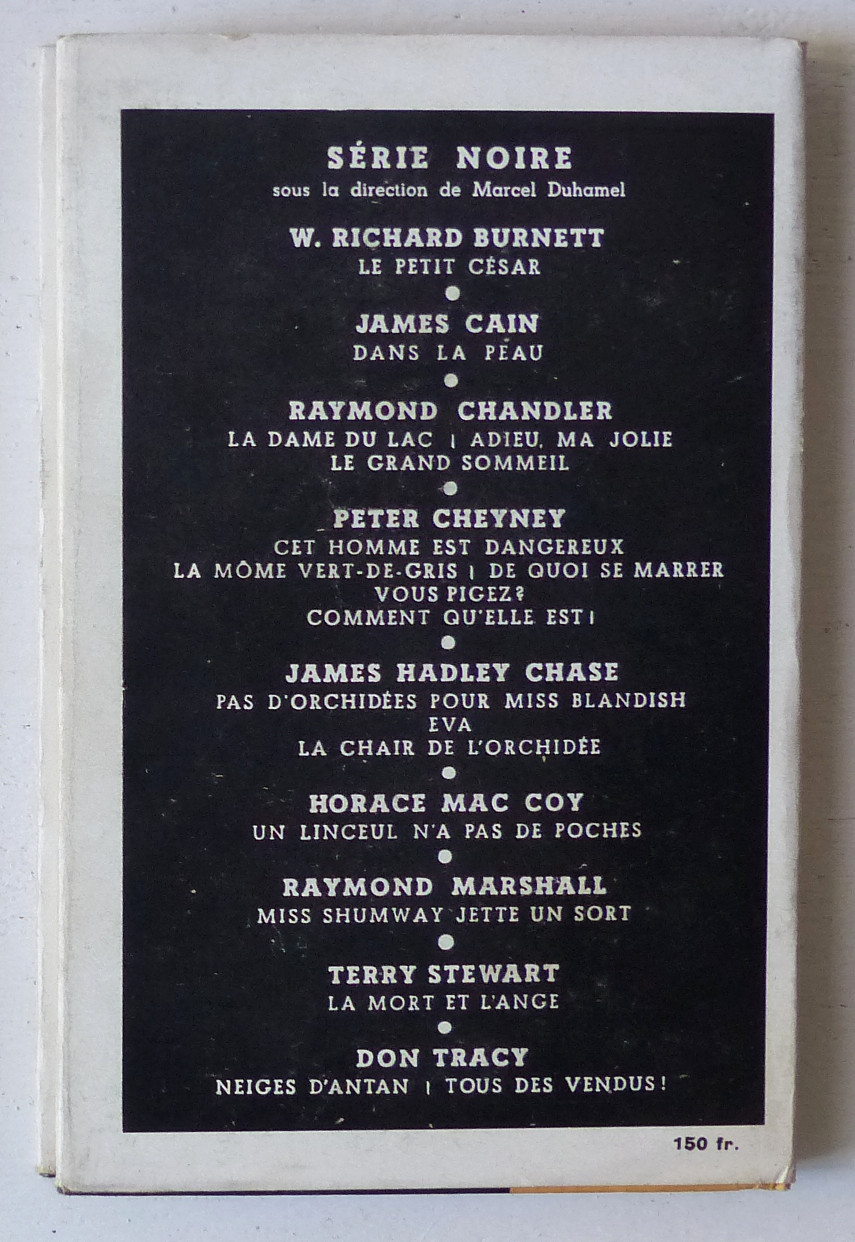 SÉRIE NOIRE
sous la direction de Marcel Duhamel
W. RICHARD BURNETT
LE PETIT CÉSAR
●
JAMES CAIN
DANS LA PEAU
●
RAYMOND CHANDLER
LA DAME DU LAC | ADIEU, MA JOLIE
LE GRAND SOMMEIL
●
PETER CHEYNEY
CET HOMME EST DANGEREUX
LA MÔME VERT-DE-GRIS | DE QUOI SE MARRER
VOUS PIGEZ?
COMMENT QU'ELLE EST!
●
JAMES HADLEY CHASE
PAS D'ORCHIDÉES POUR MISS BLANDISH
EVA
LA CHAIR DE L'ORCHIDÉE
●
HORACE MAC COY
UN LINCEUL N'A PAS DE POCHES
●
RAYMOND MARSHALL
MISS SHUMWAY JETTE UN SORT
●
TERRY STEWART
LA MORT ET L'ANGE
●
DON TRACY
NEIGES D'ANTAN | TOUS DES VENDUS!
150 fr.